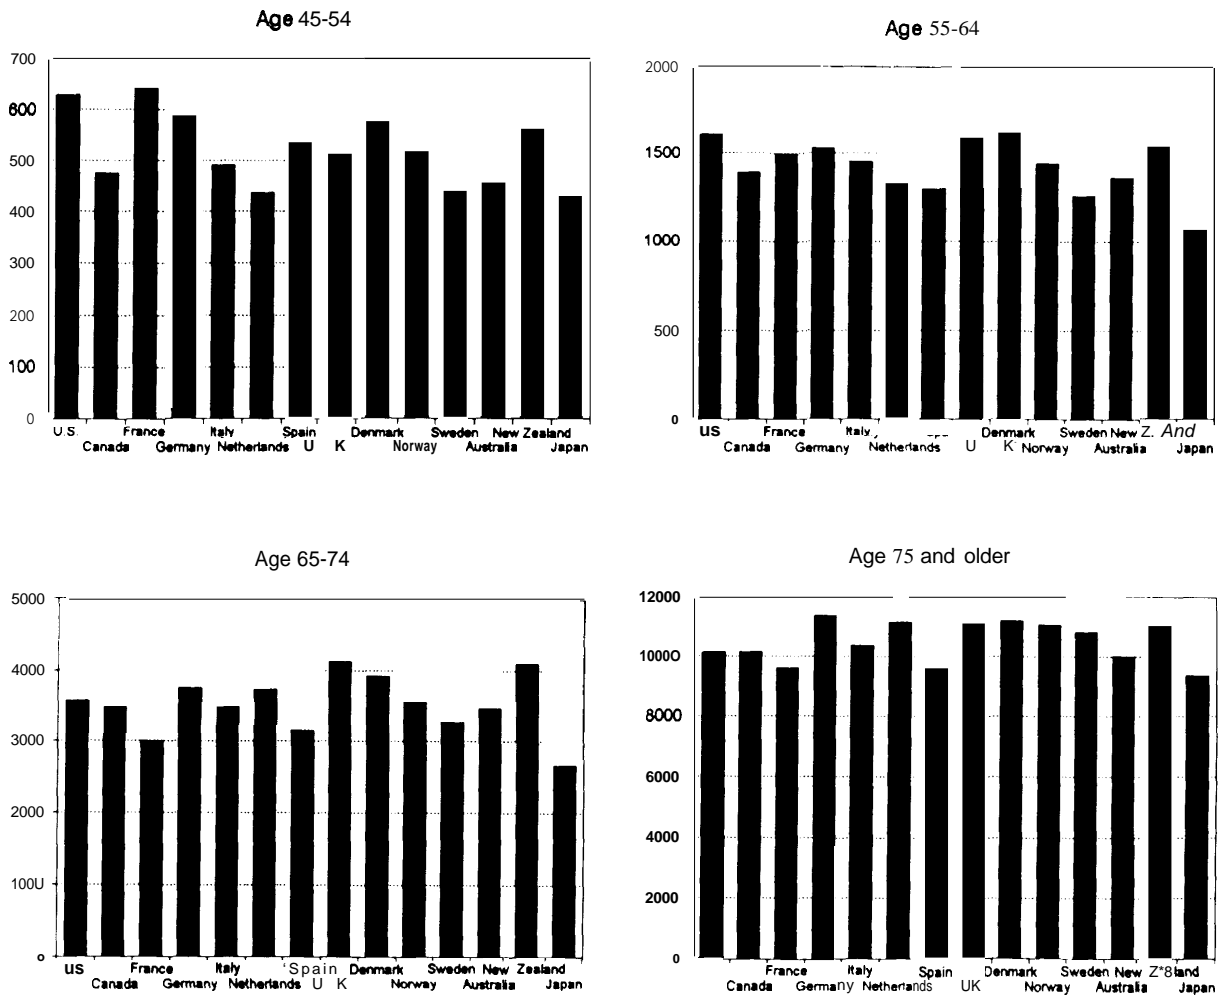 Age 45-54
700
600
500
400
300
200
100
0
U.S. France Italy Spain Denmark Sweden New Zealand
Canada Germany Netherlands U K Norway Australia Japan
Age 55-64
2000
1500
1000
500
0
US France Italy Denmark Sweden New Z. And
Canada Germany Netherlands U K Norway Australia Japan
Age 65-74
5000
4000
3000
2000
100U
o
US France Italy 'Spain Denmark Sweden New Zealand
Canada Germany Netherlands U K Norway Australia Japan
Age 75 and older
12000
10000
8000
6000
4000
2000
0
US France Italy Spain Denmark Sweden New Z*8land
Canada Germany Netherlands UK Norway Australia Japan